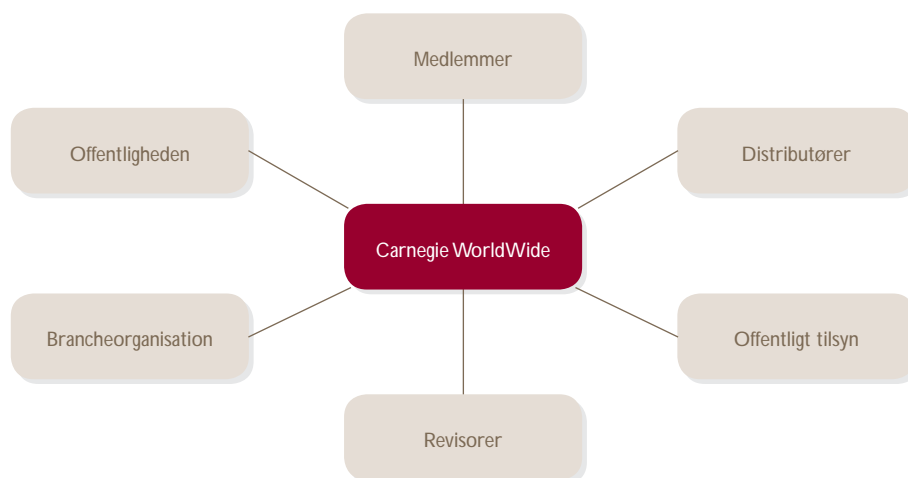 Medlemmer
Offentligheden
Distributører
Carnegie WorldWide
Brancheorganisation
Offentligt tilsyn
Revisorer